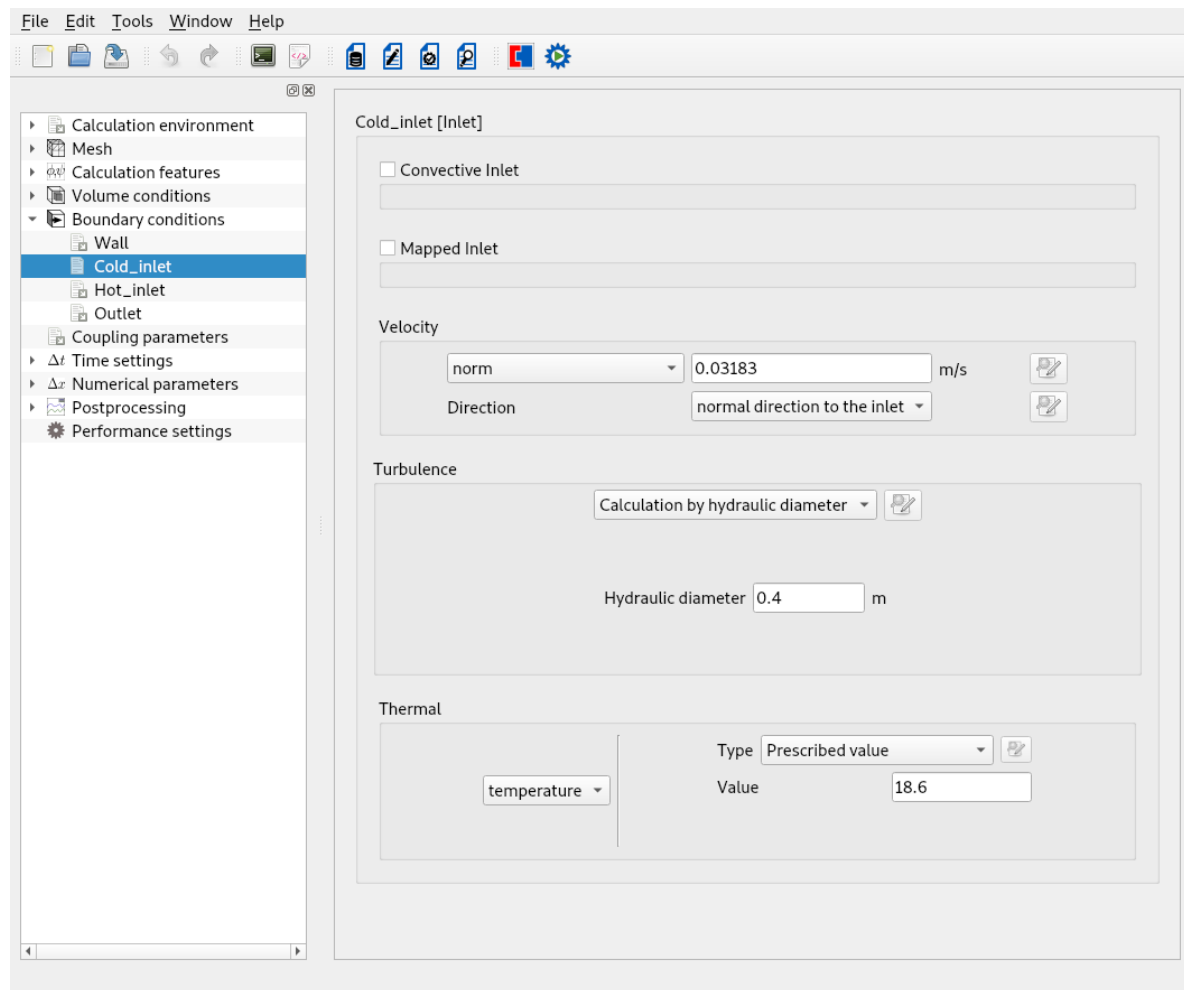 File Edit Tools Window Help
Calculation environment
Mesh
Calculation features
Volume conditions
Boundary conditions
Wall
Cold_inlet
Hot_inlet
Outlet
Coupling parameters
Δt Time settings
Δx Numerical parameters
Postprocessing
Performance settings
Cold_inlet [Inlet]
Convective Inlet
Mapped Inlet
Velocity
norm 0.03183 m/s
Direction normal direction to the inlet
Turbulence
Calculation by hydraulic diameter
Hydraulic diameter 0.4 m
Thermal
Type Prescribed value
temperature
Value 18.6